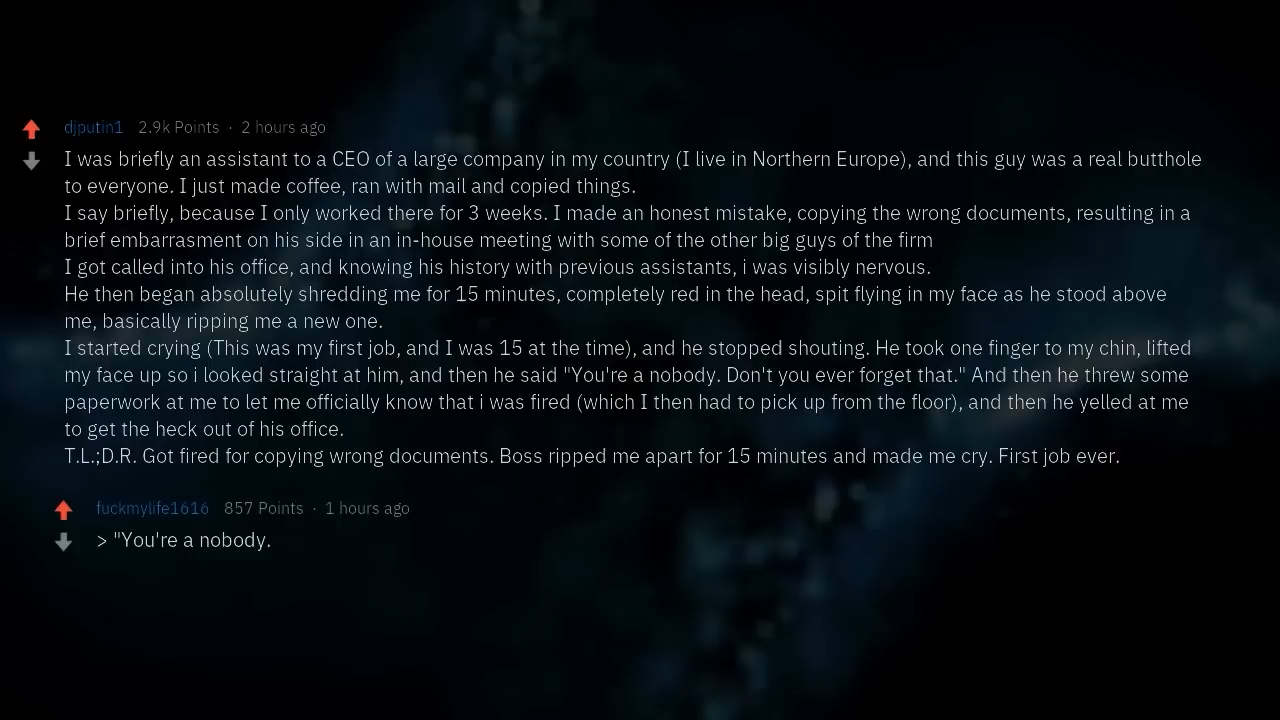 djputin1 2.9k Points · 2 hours ago
I was briefly an assistant to a CEO of a large company in my country (I live in Northern Europe), and this guy was a real butthole
to everyone. I just made coffee, ran with mail and copied things.
I say briefly, because I only worked there for 3 weeks. I made an honest mistake, copying the wrong documents, resulting in a
brief embarrasment on his side in an in-house meeting with some of the other big guys of the firm
I got called into his office, and knowing his history with previous assistants, i was visibly nervous.
He then began absolutely shredding me for 15 minutes, completely red in the head, spit flying in my face as he stood above
me, basically ripping me a new one.
I started crying (This was my first job, and I was 15 at the time), and he stopped shouting. He took one finger to my chin, lifted
my face up so i looked straight at him, and then he said "You're a nobody. Don't you ever forget that." And then he threw some
paperwork at me to let me officially know that i was fired (which I then had to pick up from the floor), and then he yelled at me
to get the heck out of his office.
T.L.;D.R. Got fired for copying wrong documents. Boss ripped me apart for 15 minutes and made me cry. First job ever.
fuckmylife1616 857 Points · 1 hours ago
> "You're a nobody.